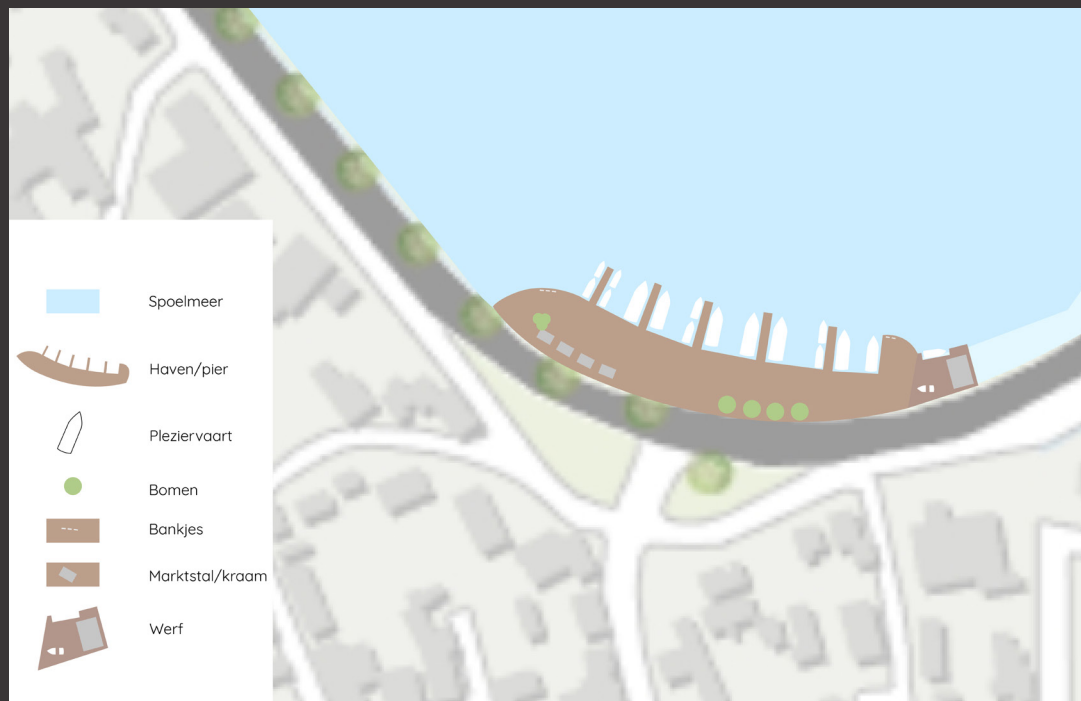 Spoelmeer
Haven/pier
Pleziervaart
Bomen
Bankjes
Marktstal/kraam
Werf